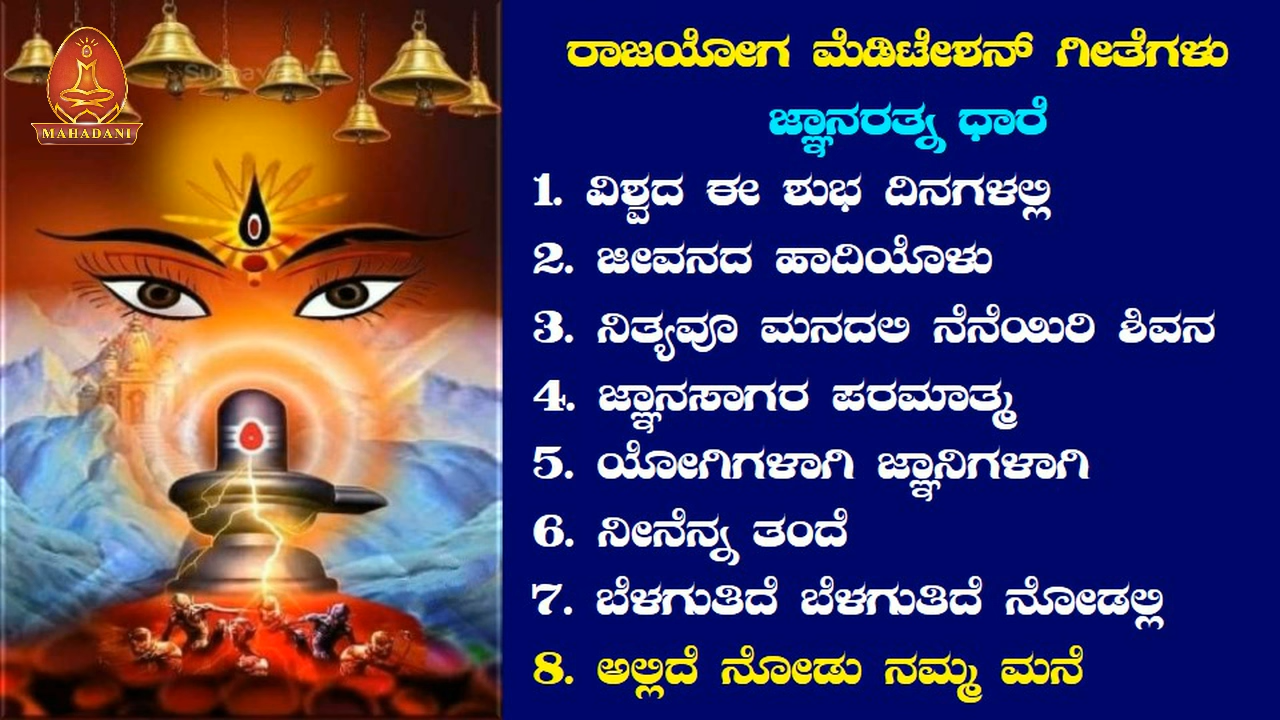 MAHADANI
ರಾಜಯೋಗ ಮೆಡಿಟೇಶನ್ ಗೀತೆಗಳು
ಜ್ಞಾನರತ್ನ ಧಾರೆ
1. ವಿಶ್ವದ ಈ ಶುಭ ದಿನಗಳಲ್ಲಿ
2. ಜೀವನದ ಹಾದಿಯೊಳು
3. ನಿತ್ಯವೂ ಮನದಲಿ ನೆನೆಯಿರಿ ಶಿವನ
4. ಜ್ಞಾನಸಾಗರ ಪರಮಾತ್ಮ
5. ಯೋಗಿಗಳಾಗಿ ಜ್ಞಾನಿಗಳಾಗಿ
6. ನೀನೆನ್ನ ತಂದೆ
7. ಬೆಳಗುತಿದೆ ಬೆಳಗುತಿದೆ ನೋಡಲ್ಲಿ
8. ಅಲ್ಲಿದೆ ನೋಡು ನಮ್ಮ ಮನೆ